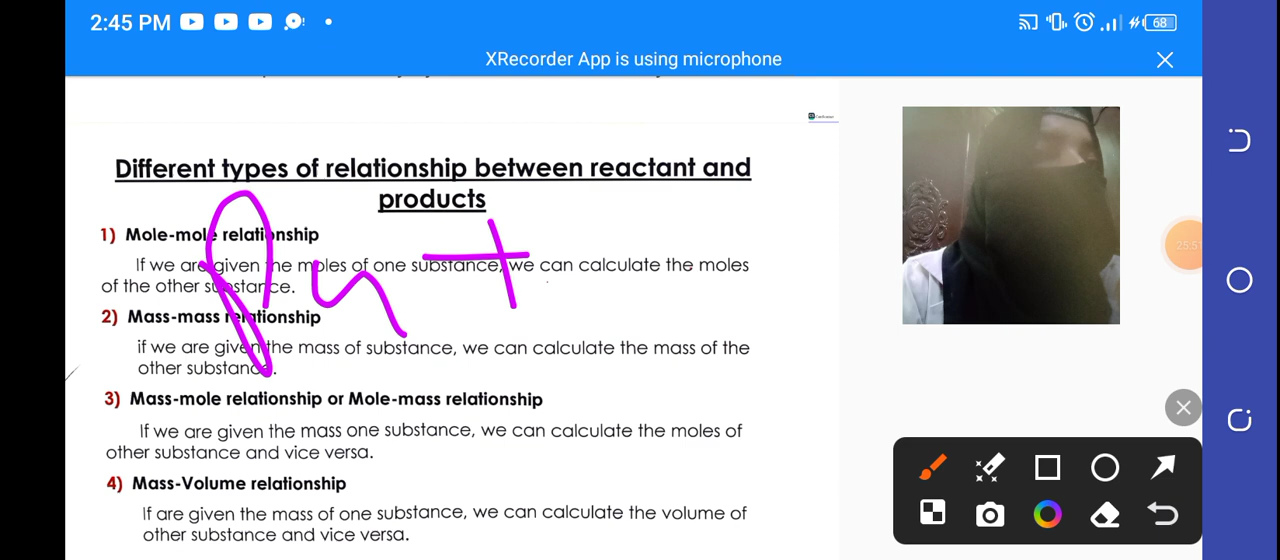 2:45 PM
68
XRecorder App is using microphone
Different types of relationship between reactant and
products
1) Mole-mole relationship
If we are given the moles of one substance, we can calculate the moles
of the other substance.
2) Mass-mass relationship
if we are given the mass of substance, we can calculate the mass of the
other substance.
3) Mass-mole relationship or Mole-mass relationship
If we are given the mass one substance, we can calculate the moles of
other substance and vice versa.
4) Mass-Volume relationship
If are given the mass of one substance, we can calculate the volume of
other substance and vice versa.